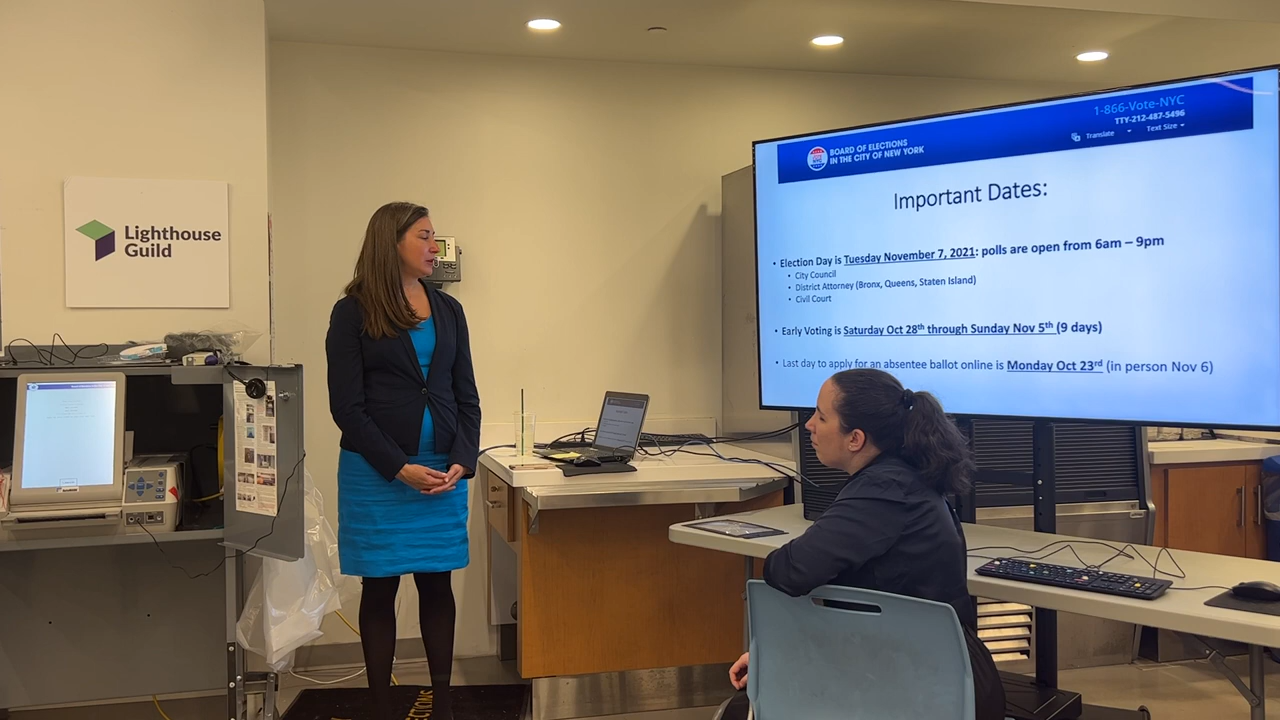 Lighthouse
Guild
1-866-Vote-NYC
TTY-212-487-5496
Translate
Text Size
BOARD OF ELECTIONS
IN THE CITY OF NEW YORK
Important Dates:
• Election Day is Tuesday November 7, 2021: polls are open from 6am – 9pm
• City Council
• District Attorney (Bronx, Queens, Staten Island)
• Civil Court
• Early Voting is Saturday Oct 28th through Sunday Nov 5th (9 days)
• Last day to apply for an absentee ballot online is Monday Oct 23rd (in person Nov 6)